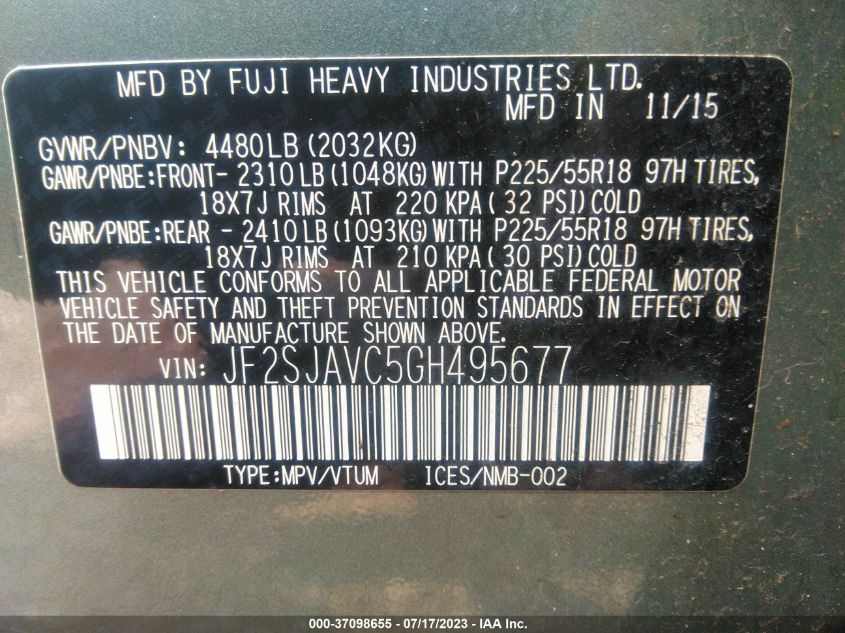 MFD BY FUJI HEAVY INDUSTRIES LTD.
MFD IN 11/15
GVWR/PNBV: 4480LB(2032KG)
GAWR/PNBE:FRONT- 2310LB(1048KG)WITH P225/55R18 97H TIRES,
18X7J RIMS AT 220 KPA( 32 PSI)COLD
GAWR/PNBE:REAR - 2410LB(1093KG)WITH P225/55R18 97H TIRES,
18X7J RIMS AT 210 KPA( 30 PSI)COLD
THIS VEHICLE CONFORMS TO ALL APPLICABLE FEDERAL MOTOR
VEHICLE SAFETY AND THEFT PREVENTION STANDARDS IN EFFECT ON
THE DATE OF MANUFACTURE SHOWN ABOVE.
VIN: JF2SJAVC5GH495677
TYPE:MPV/VTUM ICES/NMB-002
000-37098655 - 07/17/2023 - IAA Inc.